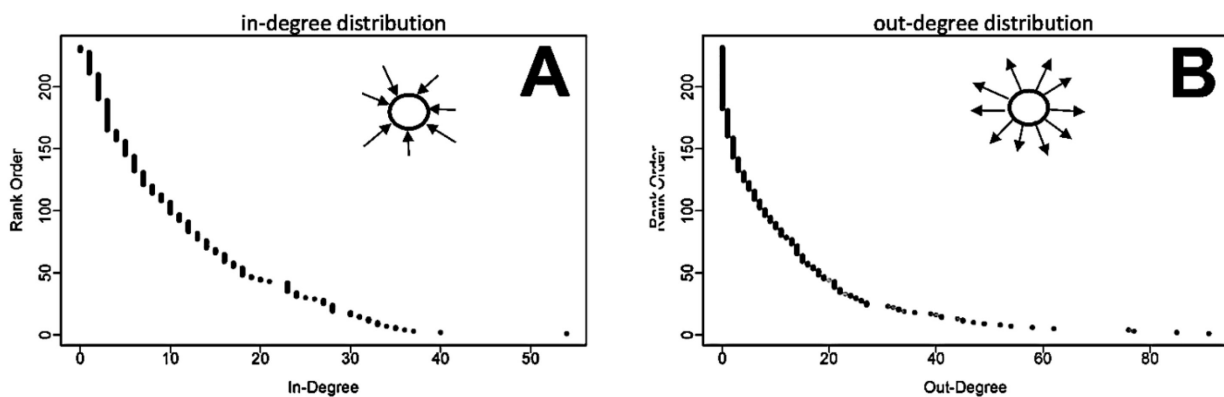 in-degree distribution
A
Rank Order
200
150
100
50
0
0 10 20 30 40 50
In-Degree
out-degree distribution
B
Rank Order
200
150
100
50
0
0 20 40 60 80
Out-Degree